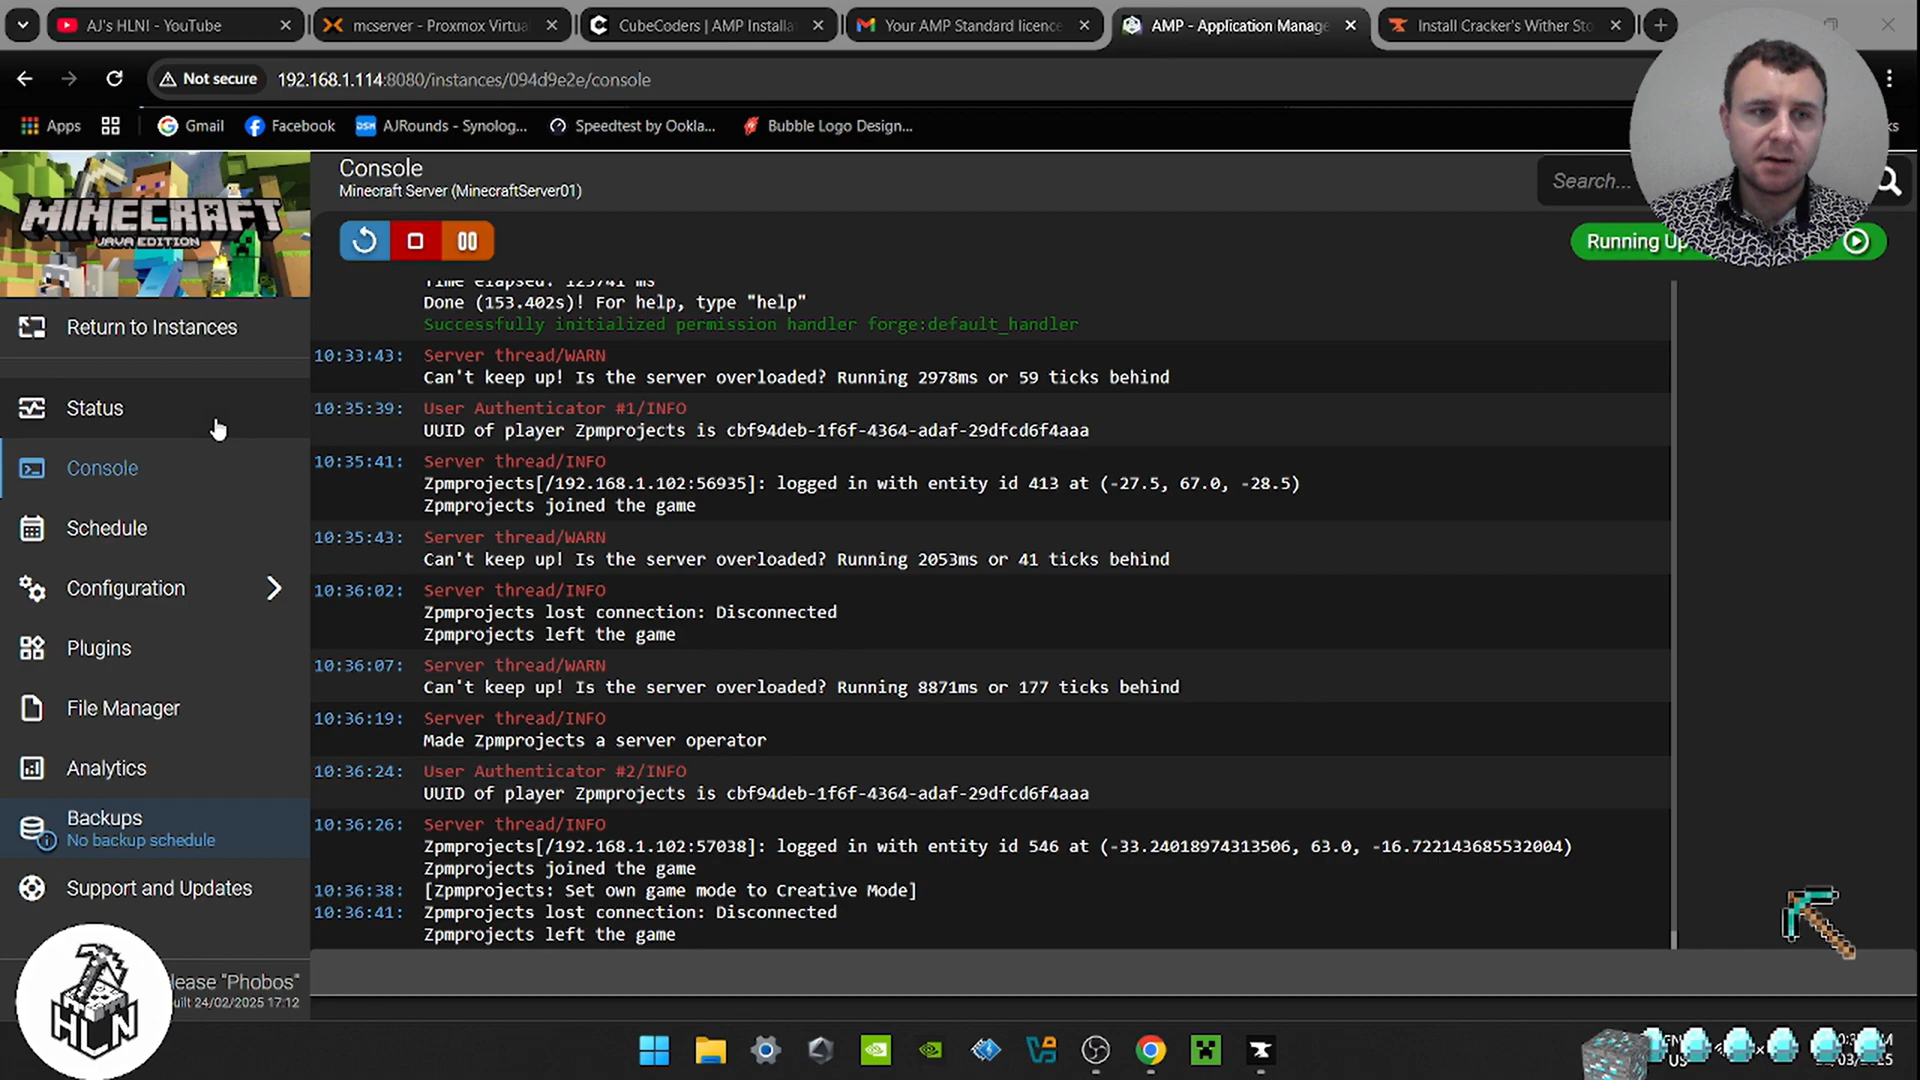 AJ's HLNI - YouTube
mcserver - Proxmox Virtu
CubeCoders | AMP Installa
Your AMP Standard licence
AMP - Application Manag
Install Cracker's Wither Sto
Not secure
192.168.1.114:8080/instances/094d9e2e/console
Apps
Gmail
Facebook
AJRounds - Synolog...
Speedtest by Ookla...
Bubble Logo Design...
MINECRAFT
JAVA EDITION
Console
Minecraft Server (MinecraftServer01)
Search...
Running Up
Return to Instances
Status
Console
Schedule
Configuration
Plugins
File Manager
Analytics
Backups
No backup schedule
Support and Updates
lease "Phobos"
uilt 24/02/2025 17:12
HLN
Time elapsed: 125741 ms
Done (153.402s)! For help, type "help"
Successfully initialized permission handler forge:default_handler
10:33:43: Server thread/WARN
Can't keep up! Is the server overloaded? Running 2978ms or 59 ticks behind
10:35:39: User Authenticator #1/INFO
UUID of player Zpmprojects is cbf94deb-1f6f-4364-adaf-29dfcd6f4aaa
10:35:41: Server thread/INFO
Zpmprojects[/192.168.1.102:56935]: logged in with entity id 413 at (-27.5, 67.0, -28.5)
Zpmprojects joined the game
10:35:43: Server thread/WARN
Can't keep up! Is the server overloaded? Running 2053ms or 41 ticks behind
10:36:02: Server thread/INFO
Zpmprojects lost connection: Disconnected
Zpmprojects left the game
10:36:07: Server thread/WARN
Can't keep up! Is the server overloaded? Running 8871ms or 177 ticks behind
10:36:19: Server thread/INFO
Made Zpmprojects a server operator
10:36:24: User Authenticator #2/INFO
UUID of player Zpmprojects is cbf94deb-1f6f-4364-adaf-29dfcd6f4aaa
10:36:26: Server thread/INFO
Zpmprojects[/192.168.1.102:57038]: logged in with entity id 546 at (-33.24018974313506, 63.0, -16.722143685532004)
Zpmprojects joined the game
10:36:38: [Zpmprojects: Set own game mode to Creative Mode]
10:36:41: Zpmprojects lost connection: Disconnected
Zpmprojects left the game
US